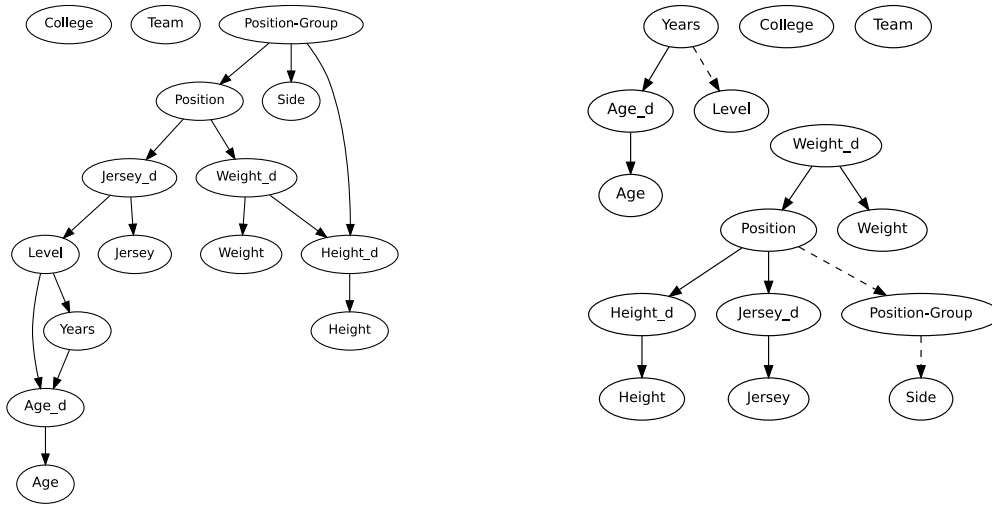 College
Team
Position-Group
Position
Side
Jersey_d
Weight_d
Level
Jersey
Weight
Height_d
Years
Height
Age_d
Age
Years
College
Team
Age_d
Level
Weight_d
Age
Position
Weight
Height_d
Jersey_d
Position-Group
Height
Jersey
Side